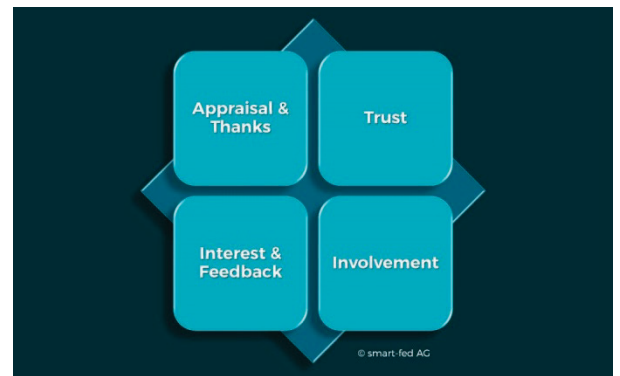 Appraisal &
Thanks
Trust
Interest &
Feedback
Involvement
© smart-fed AG